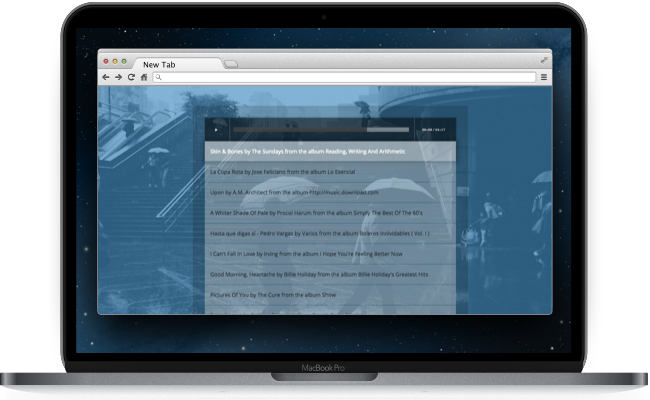 New Tab
Skin & Bones by The Sundays from the album Reading, Writing And Arithmetic
La Copa Rota by Jose Feliciano from the album Lo Esencial
Upon by A.M. Architect from the album http://music.download.com
A Whiter Shade Of Pale by Procol Harum from the album Simply The Best Of The 60's
Hasta que digas si - Pedro Vargas by Varios from the album Boleros Inolvidables ( Vol. I )
I Can't Fall in Love by Irving from the album I Hope You're Feeling Better Now
Good Morning, Heartache by Billie Holiday from the album Billie Holiday's Greatest Hits
Pictures Of You by The Cure from the album Show
MacBook Pro